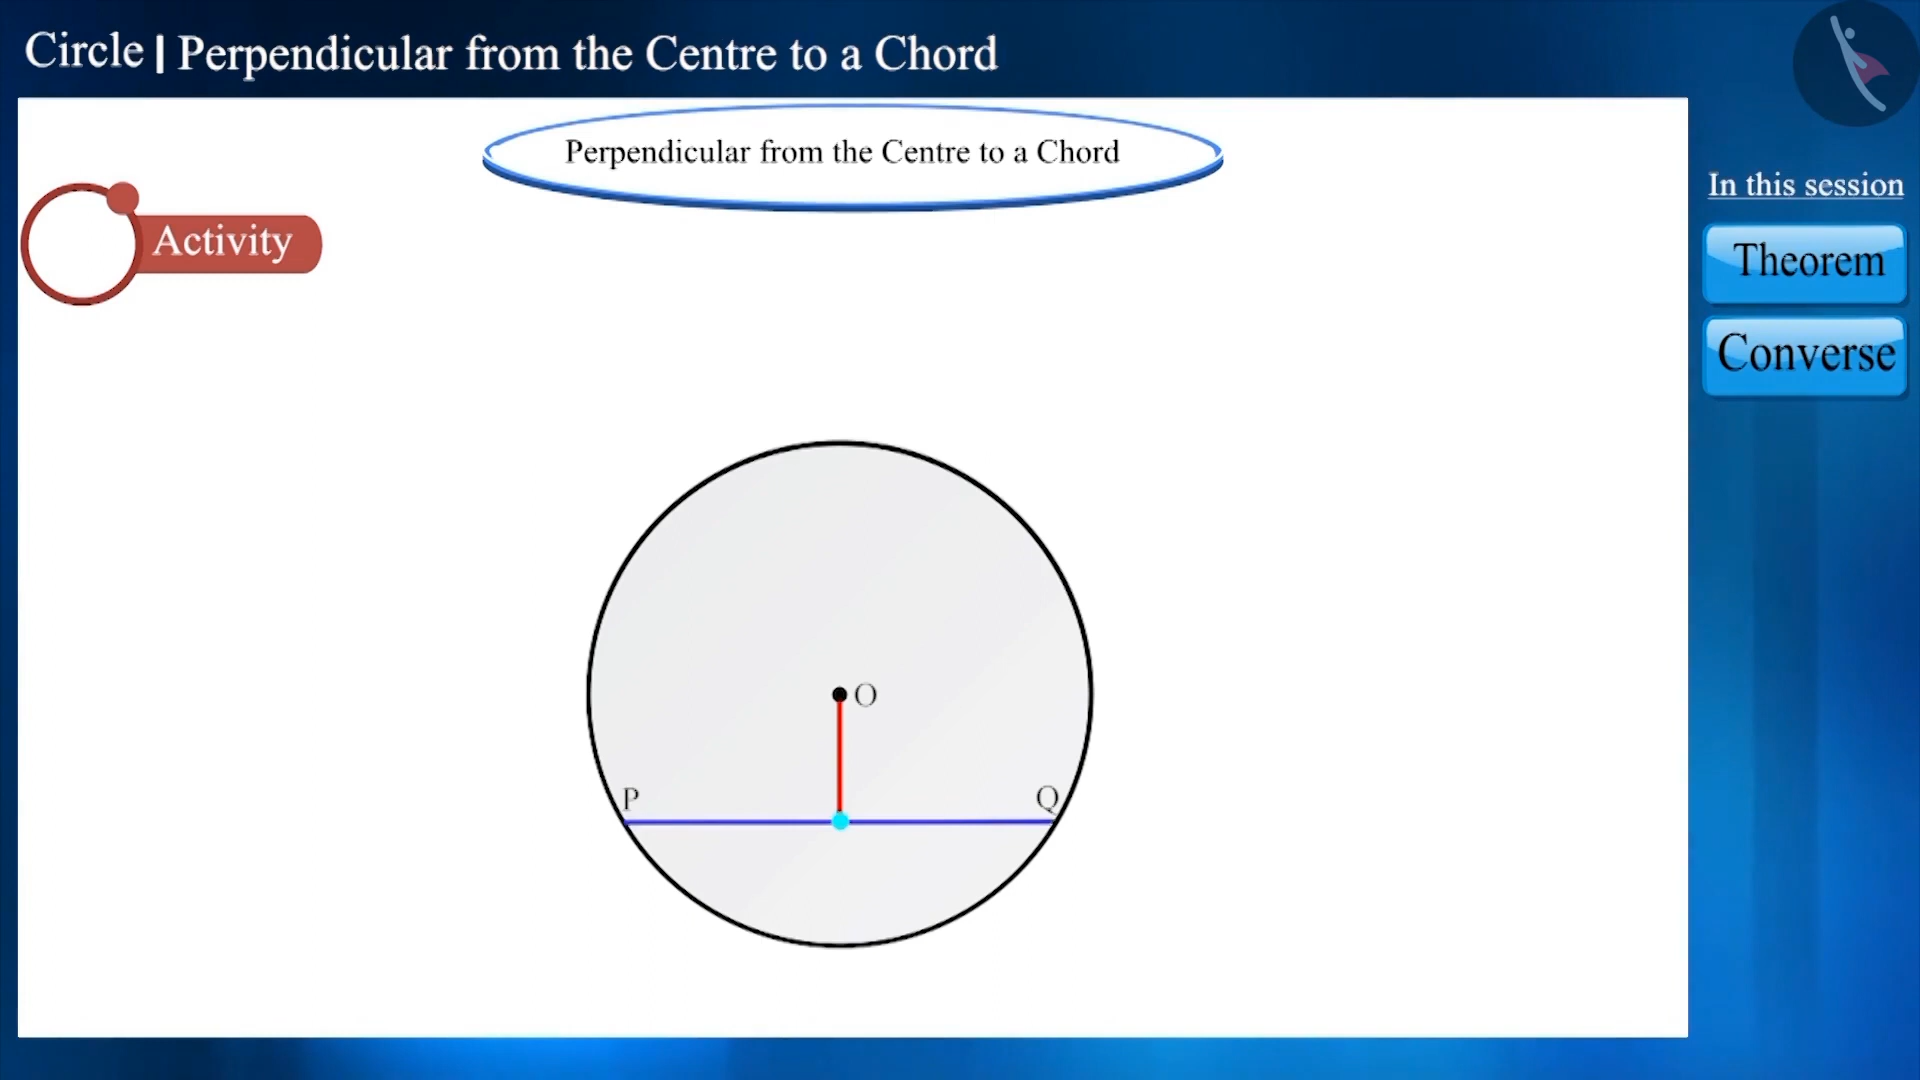 Circle | Perpendicular from the Centre to a Chord
Perpendicular from the Centre to a Chord
In this session
Activity
Theorem
Converse
O
P
Q